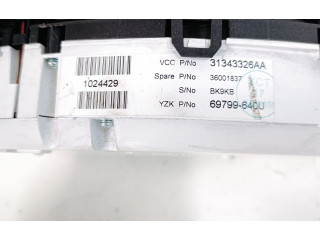 VCC P/No 31343326AA
Spare P/No 36001837
S/No BK9KB
YZK P/No 69799-640U
1024429